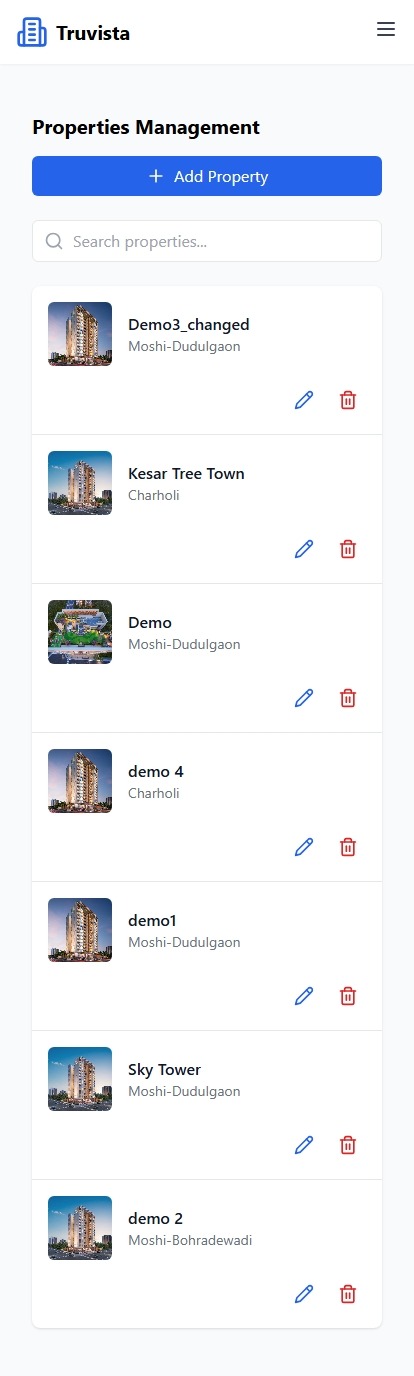 Truvista
Properties Management
Add Property
Search properties...
Demo3_changed
Moshi-Dudulgaon
Kesar Tree Town
Charholi
Demo
Moshi-Dudulgaon
demo 4
Charholi
demo1
Moshi-Dudulgaon
Sky Tower
Moshi-Dudulgaon
demo 2
Moshi-Bohradewadi